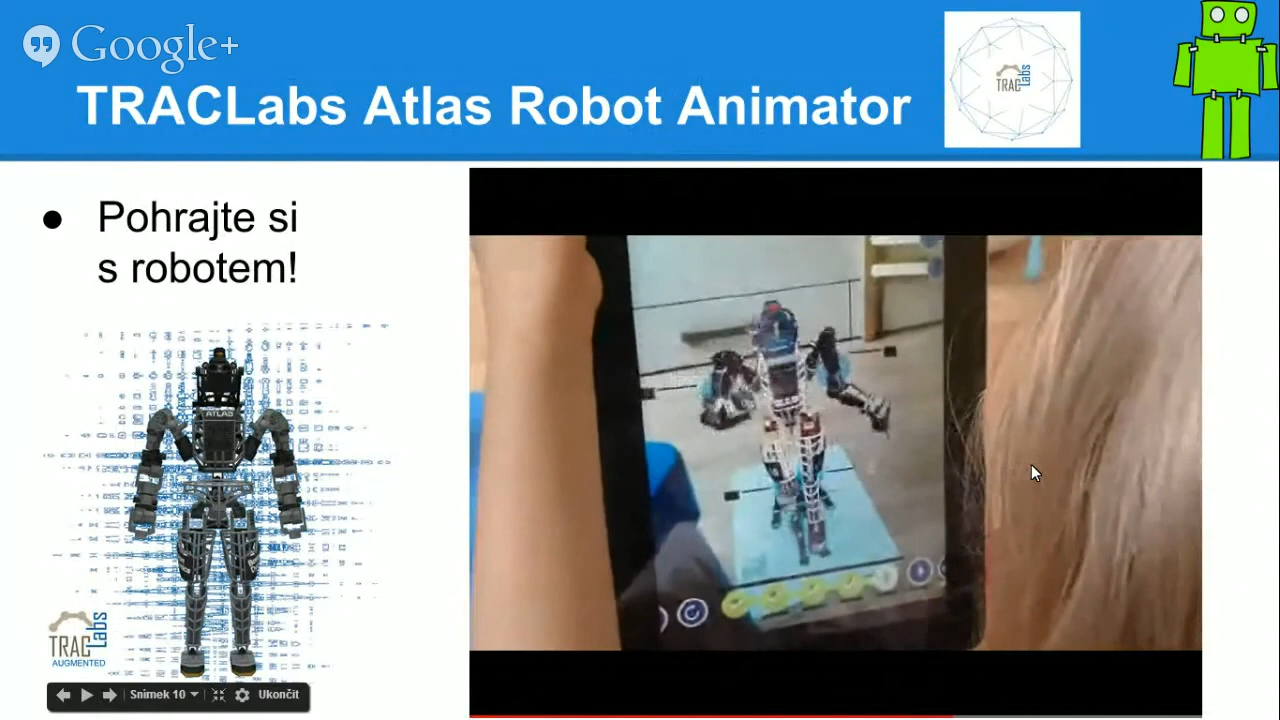 Google+
TRACLabs Atlas Robot Animator
TRAC Labs
● Pohrajte si
s robotem!
ATLAS
TRAC Labs
AUGMENTED
Snímek 10
Ukončit